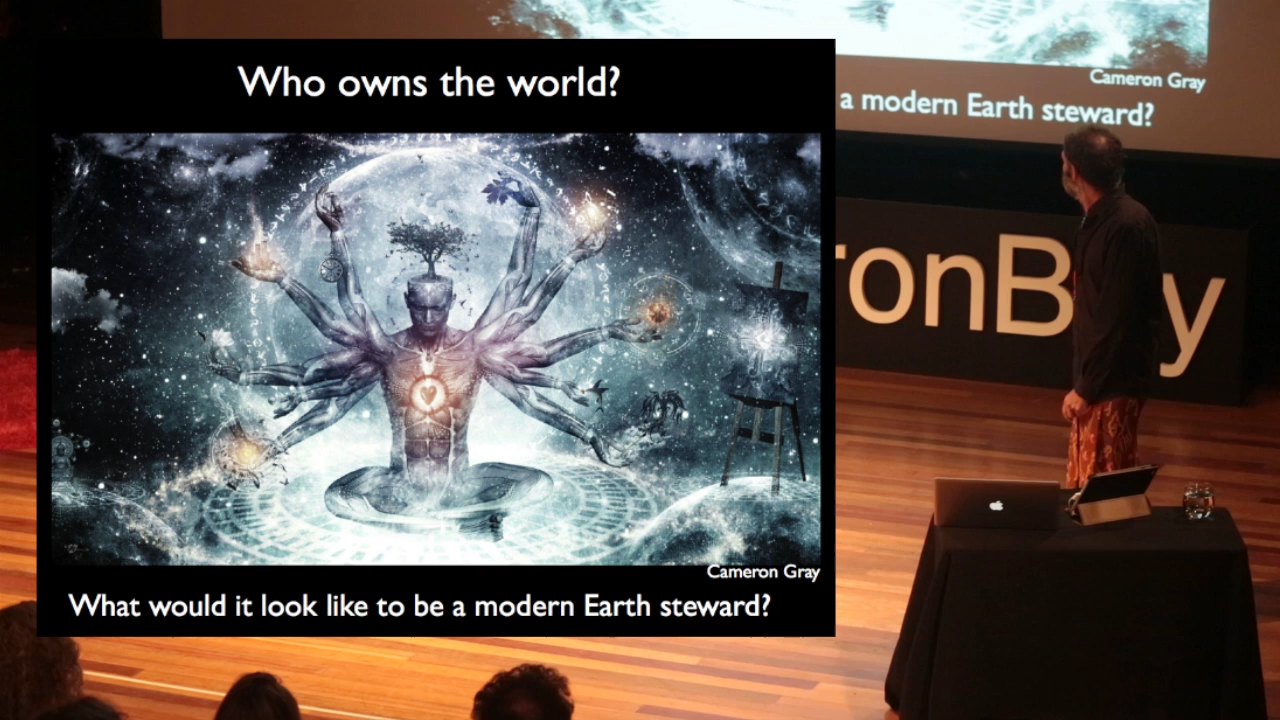 Who owns the world?
Cameron Gray
What would it look like to be a modern Earth steward?
Cameron Gray
a modern Earth steward?
ronB y